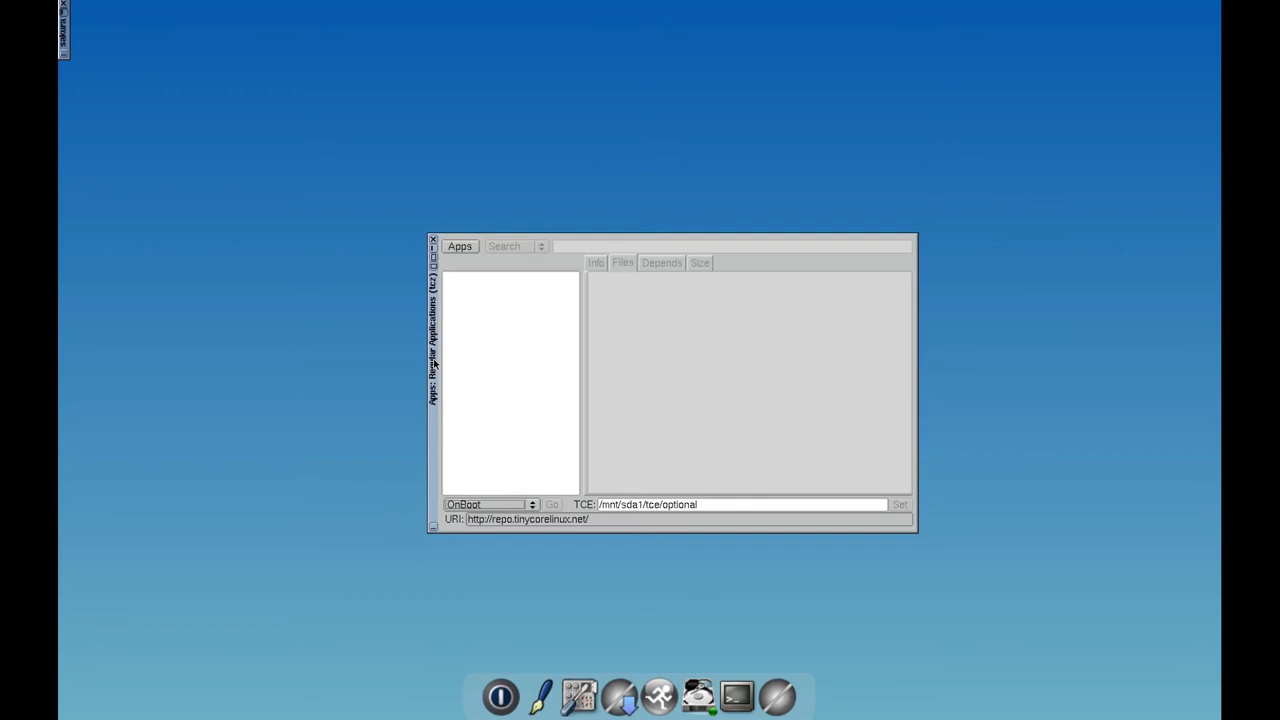 sakura
Apps: Regular Applications (tcz)
Apps Search
Info Files Depends Size
OnBoot Go TCE: /mnt/sda1/tce/optional Set
URI: http://repo.tinycorelinux.net/